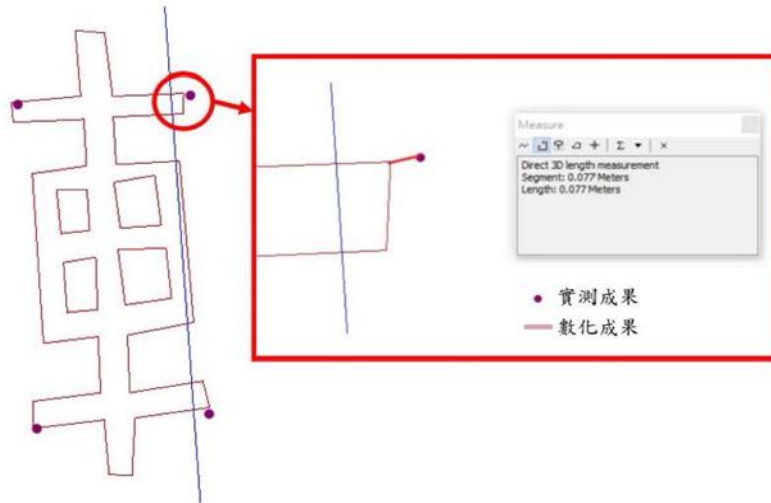 Measure
Direct 3D length measurement
Segment: 0.077 Meters
Length: 0.077 Meters
實測成果
數化成果